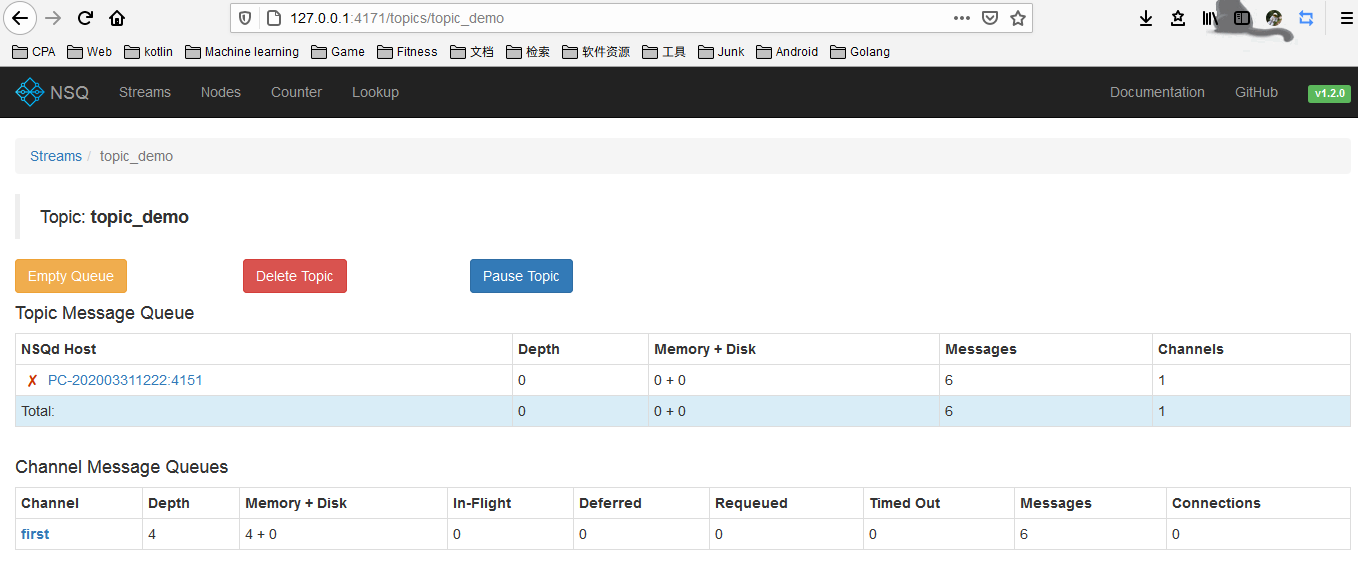 127.0.0.1:4171/topics/topic_demo
CPA Web kotlin Machine learning Game Fitness 文档 检索 软件资源 工具 Junk Android Golang
NSQ Streams Nodes Counter Lookup Documentation GitHub v1.2.0
Streams / topic_demo
Topic: topic_demo
Empty Queue Delete Topic Pause Topic
Topic Message Queue
NSQd Host Depth Memory + Disk Messages Channels
✘ PC-202003311222:4151 0 0 + 0 6 1
Total: 0 0 + 0 6 1
Channel Message Queues
Channel Depth Memory + Disk In-Flight Deferred Requeued Timed Out Messages Connections
first 4 4 + 0 0 0 0 0 6 0